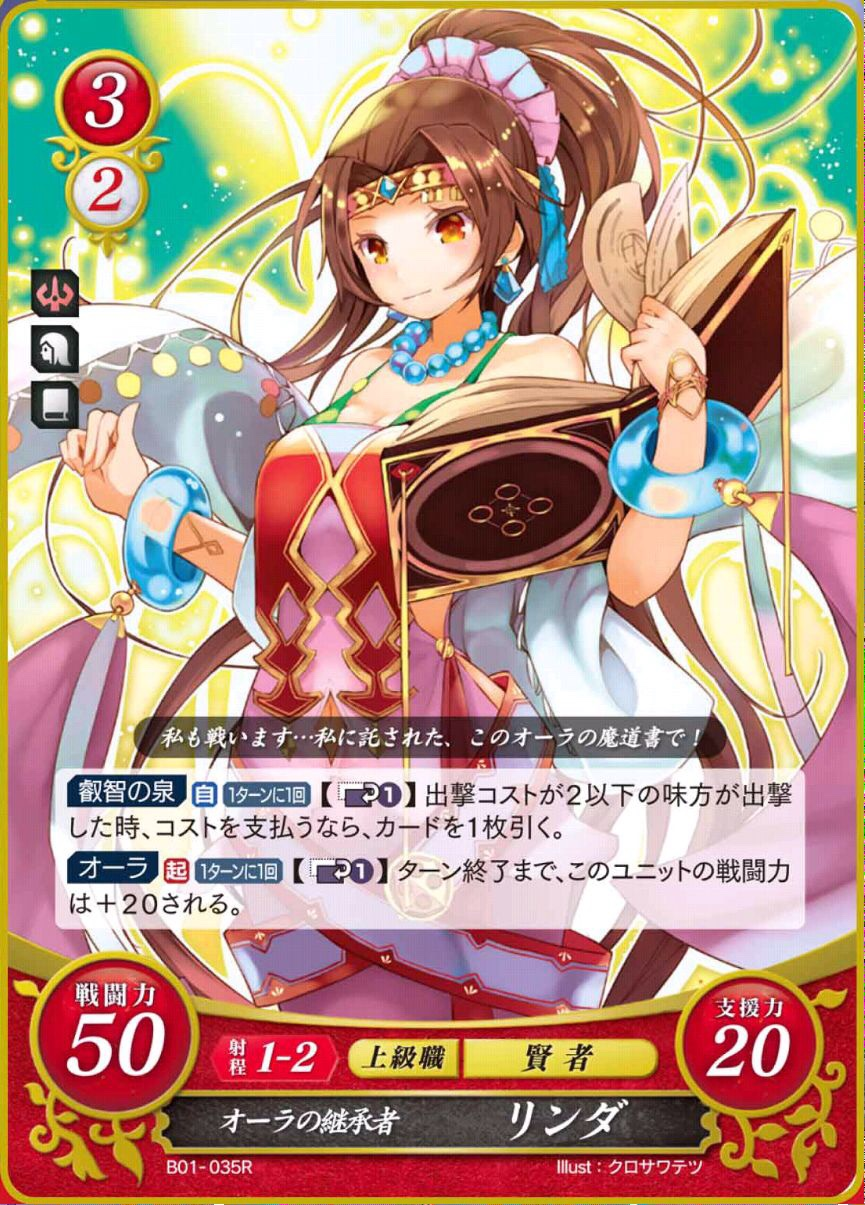 3
2
私も戦います…私に託された、このオーラの魔道書で!
叡智の泉 自 1ターンに1回 【 1】出撃コストが2以下の味方が出撃
した時、コストを支払うなら、カードを1枚引く。
オーラ 起 1ターンに1回 【 1】ターン終了まで、このユニットの戦闘力
は+20される。
戦闘力
50
射程 1-2 上級職 賢者
支援力
20
オーラの継承者 リンダ
B01-035R Illust:クロサワテツ